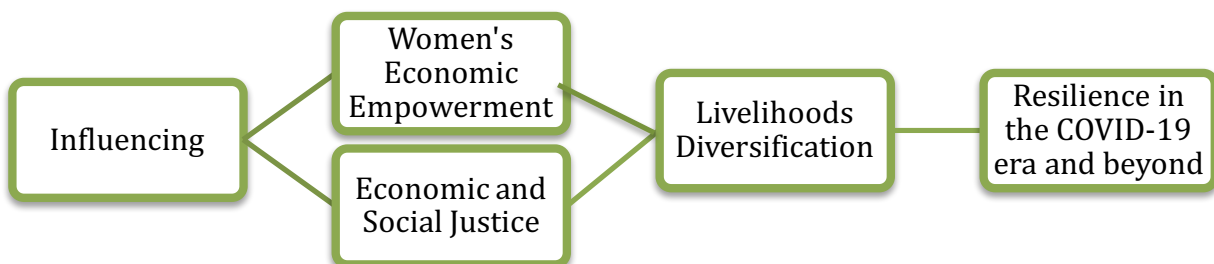 Influencing
Women's
Economic
Empowerment
Economic and
Social Justice
Livelihoods
Diversification
Resilience in
the COVID-19
era and beyond